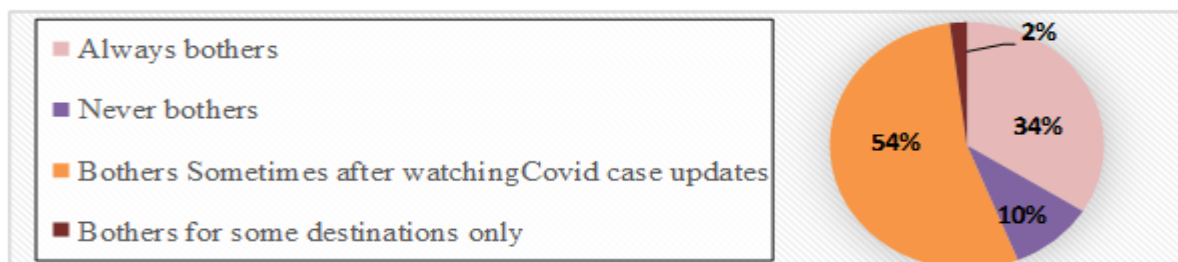 Always bothers
Never bothers
Bothers Sometimes after watchingCovid case updates
Bothers for some destinations only
2%
34%
54%
10%